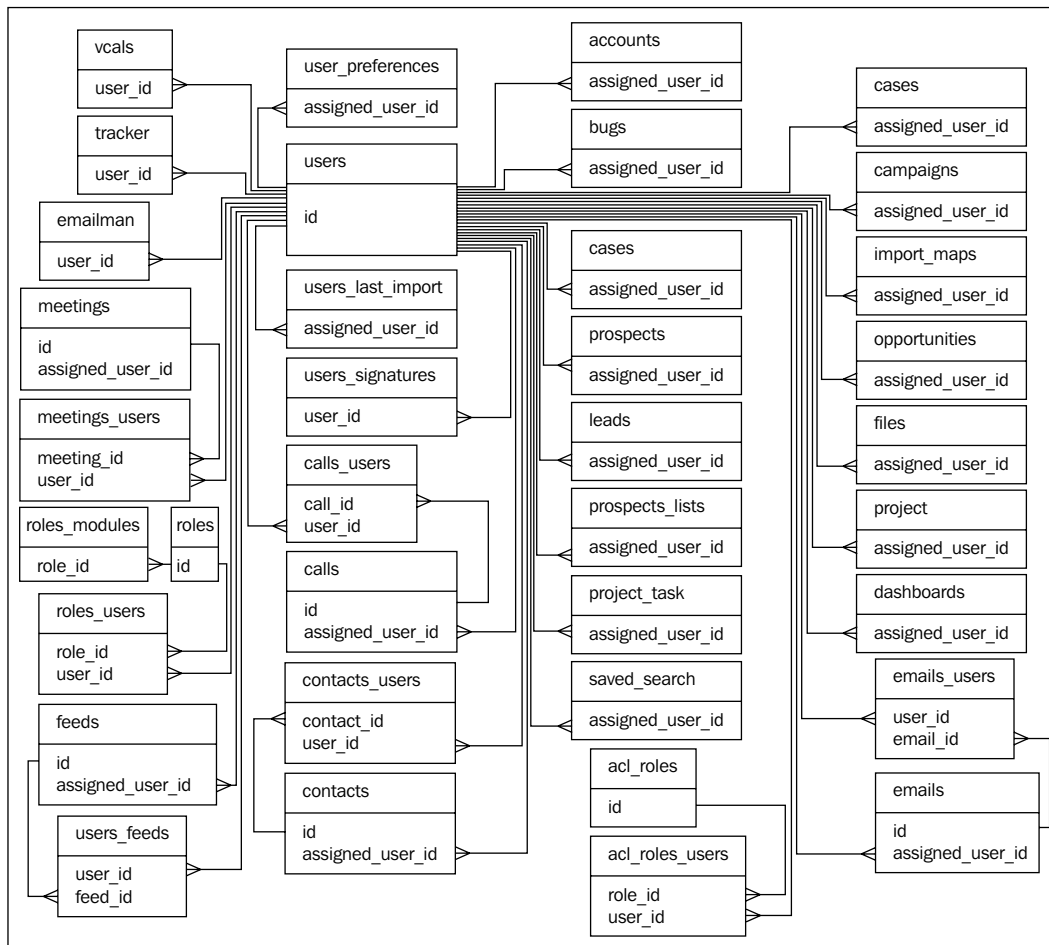 vcals
user_id
tracker
user_id
emailman
user_id
meetings
id
assigned_user_id
meetings_users
meeting_id
user_id
roles_modules
role_id
roles
id
roles_users
role_id
user_id
feeds
id
assigned_user_id
users_feeds
user_id
feed_id
user_preferences
assigned_user_id
users
id
users_last_import
assigned_user_id
users_signatures
user_id
calls_users
call_id
user_id
calls
id
assigned_user_id
contacts_users
contact_id
user_id
contacts
id
assigned_user_id
accounts
assigned_user_id
bugs
assigned_user_id
cases
assigned_user_id
prospects
assigned_user_id
leads
assigned_user_id
prospects_lists
assigned_user_id
project_task
assigned_user_id
saved_search
assigned_user_id
acl_roles
id
acl_roles_users
role_id
user_id
cases
assigned_user_id
campaigns
assigned_user_id
import_maps
assigned_user_id
opportunities
assigned_user_id
files
assigned_user_id
project
assigned_user_id
dashboards
assigned_user_id
emails_users
user_id
email_id
emails
id
assigned_user_id